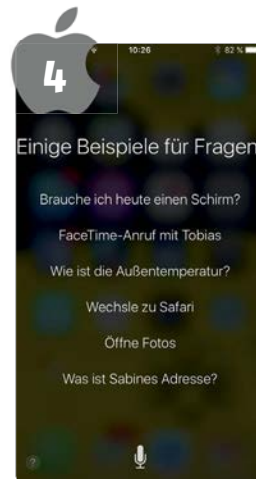 4
10:26 82 %
Einige Beispiele für Fragen
Brauche ich heute einen Schirm?
FaceTime-Anruf mit Tobias
Wie ist die Außentemperatur?
Wechsle zu Safari
Öffne Fotos
Was ist Sabines Adresse?
?